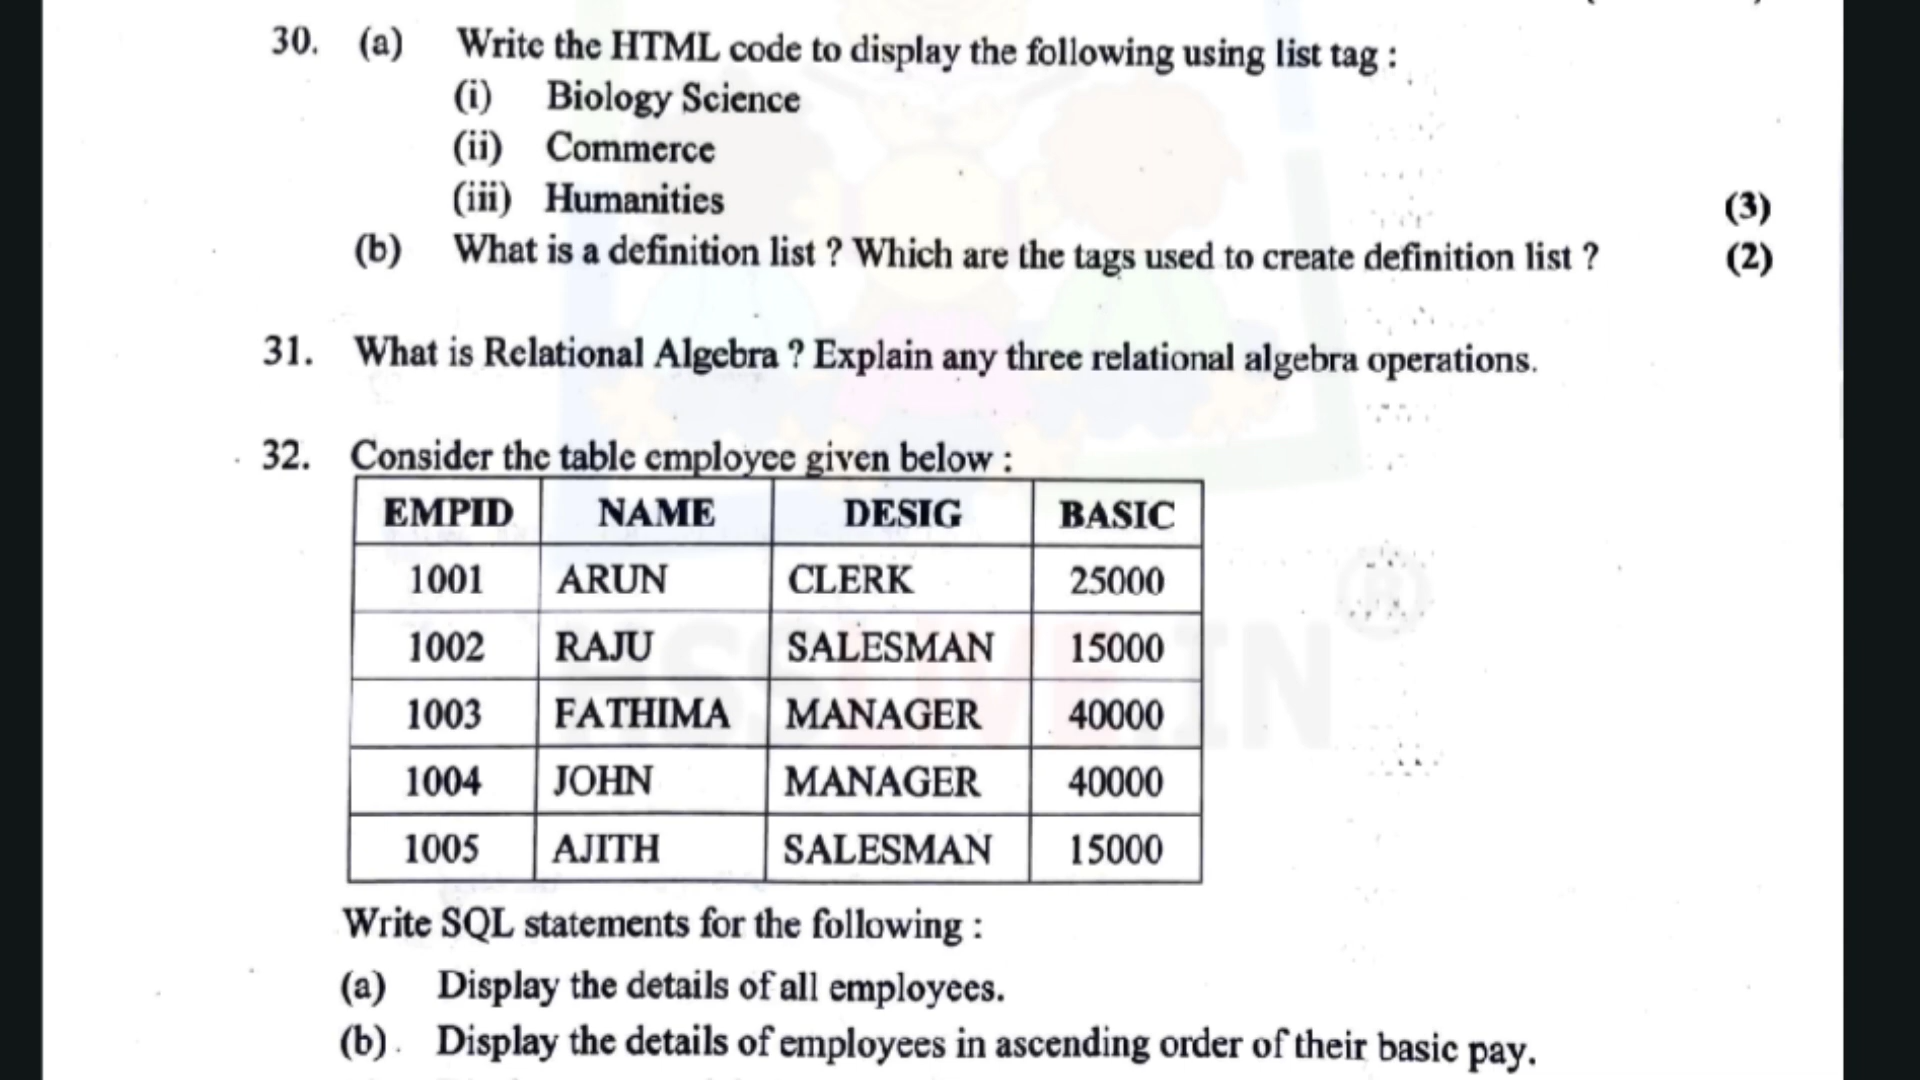 30. (a) Write the HTML code to display the following using list tag :
(i) Biology Science
(ii) Commerce
(iii) Humanities (3)
(b) What is a definition list ? Which are the tags used to create definition list ? (2)
31. What is Relational Algebra ? Explain any three relational algebra operations.
32. Consider the table employee given below :
EMPID NAME DESIG BASIC
1001 ARUN CLERK 25000
1002 RAJU SALESMAN 15000
1003 FATHIMA MANAGER 40000
1004 JOHN MANAGER 40000
1005 AJITH SALESMAN 15000
Write SQL statements for the following :
(a) Display the details of all employees.
(b) Display the details of employees in ascending order of their basic pay.